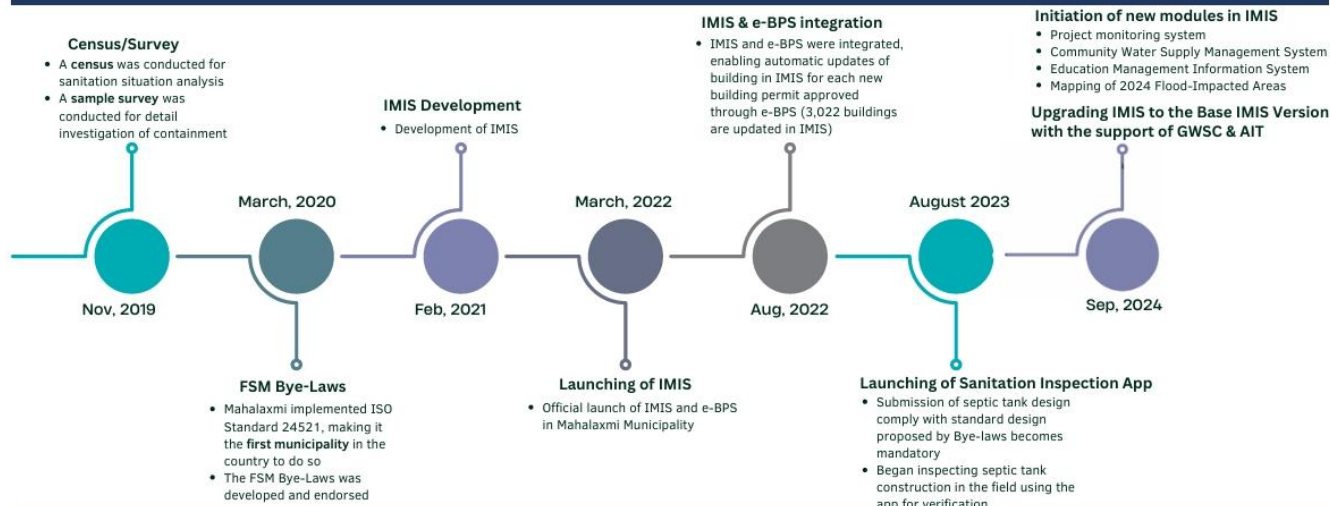 Census/Survey
• A census was conducted for
sanitation situation analysis
• A sample survey was
conducted for detail
investigation of containment
Nov, 2019
March, 2020
FSM Bye-Laws
• Mahalaxmi implemented ISO
Standard 24521, making it
the first municipality in the
country to do so
• The FSM Bye-Laws was
developed and endorsed
IMIS Development
• Development of IMIS
Feb, 2021
March, 2022
Launching of IMIS
• Official launch of IMIS and e-BPS
in Mahalaxmi Municipality
IMIS & e-BPS integration
• IMIS and e-BPS were integrated,
enabling automatic updates of
building in IMIS for each new
building permit approved
through e-BPS (3,022 buildings
are updated in IMIS)
Aug, 2022
August 2023
Launching of Sanitation Inspection App
• Submission of septic tank design
comply with standard design
proposed by Bye-laws becomes
mandatory
• Began inspecting septic tank
construction in the field using the
app for verification
Initiation of new modules in IMIS
• Project monitoring system
• Community Water Supply Management System
• Education Management Information System
• Mapping of 2024 Flood-Impacted Areas
Upgrading IMIS to the Base IMIS Version
with the support of GWSC & AIT
Sep, 2024